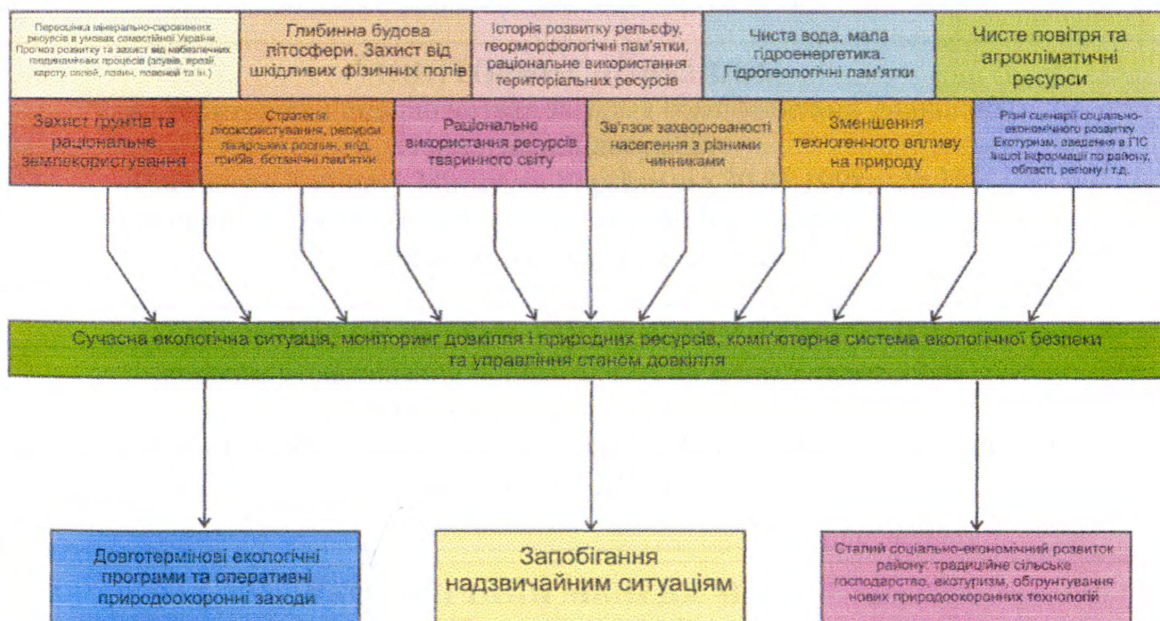 Переоцінка мінерально-сировинних
ресурсів в умовах самостійної України.
Прогноз розвитку та захист від небезпечних
геодинамічних процесів (зсувів, ерозії,
карсту, селей, лавин, повеней та ін.)
Глибинна будова
літосфери. Захист від
шкідливих фізичних полів
Історія розвитку рельєфу,
геоморфологічні пам'ятки,
раціональне використання
територіальних ресурсів
Чиста вода, мала
гідроенергетика.
Гідрогеологічні пам'ятки
Чисте повітря та
агрокліматичні
ресурси
Захист ґрунтів та
раціональне
землекористування
Стратегія
лісокористування, ресурси
лікарських рослин, ягід,
грибів, ботанічні пам'ятки
Раціональне
використання ресурсів
тваринного світу
Зв'язок захворюваності
населення з різними
чинниками
Зменшення
техногенного впливу
на природу
Різні сценарії соціально-
економічного розвитку
Екотуризм, введення в ГІС
іншої інформації по району,
області, регіону і т.д.
Сучасна екологічна ситуація, моніторинг довкілля і природних ресурсів, комп'ютерна система екологічної безпеки
та управління станом довкілля
Довготермінові екологічні
програми та оперативні
природоохоронні заходи
Запобігання
надзвичайним ситуаціям
Сталий соціально-економічний розвиток
району: традиційне сільське
господарство, екотуризм, обґрунтування
нових природоохоронних технологій